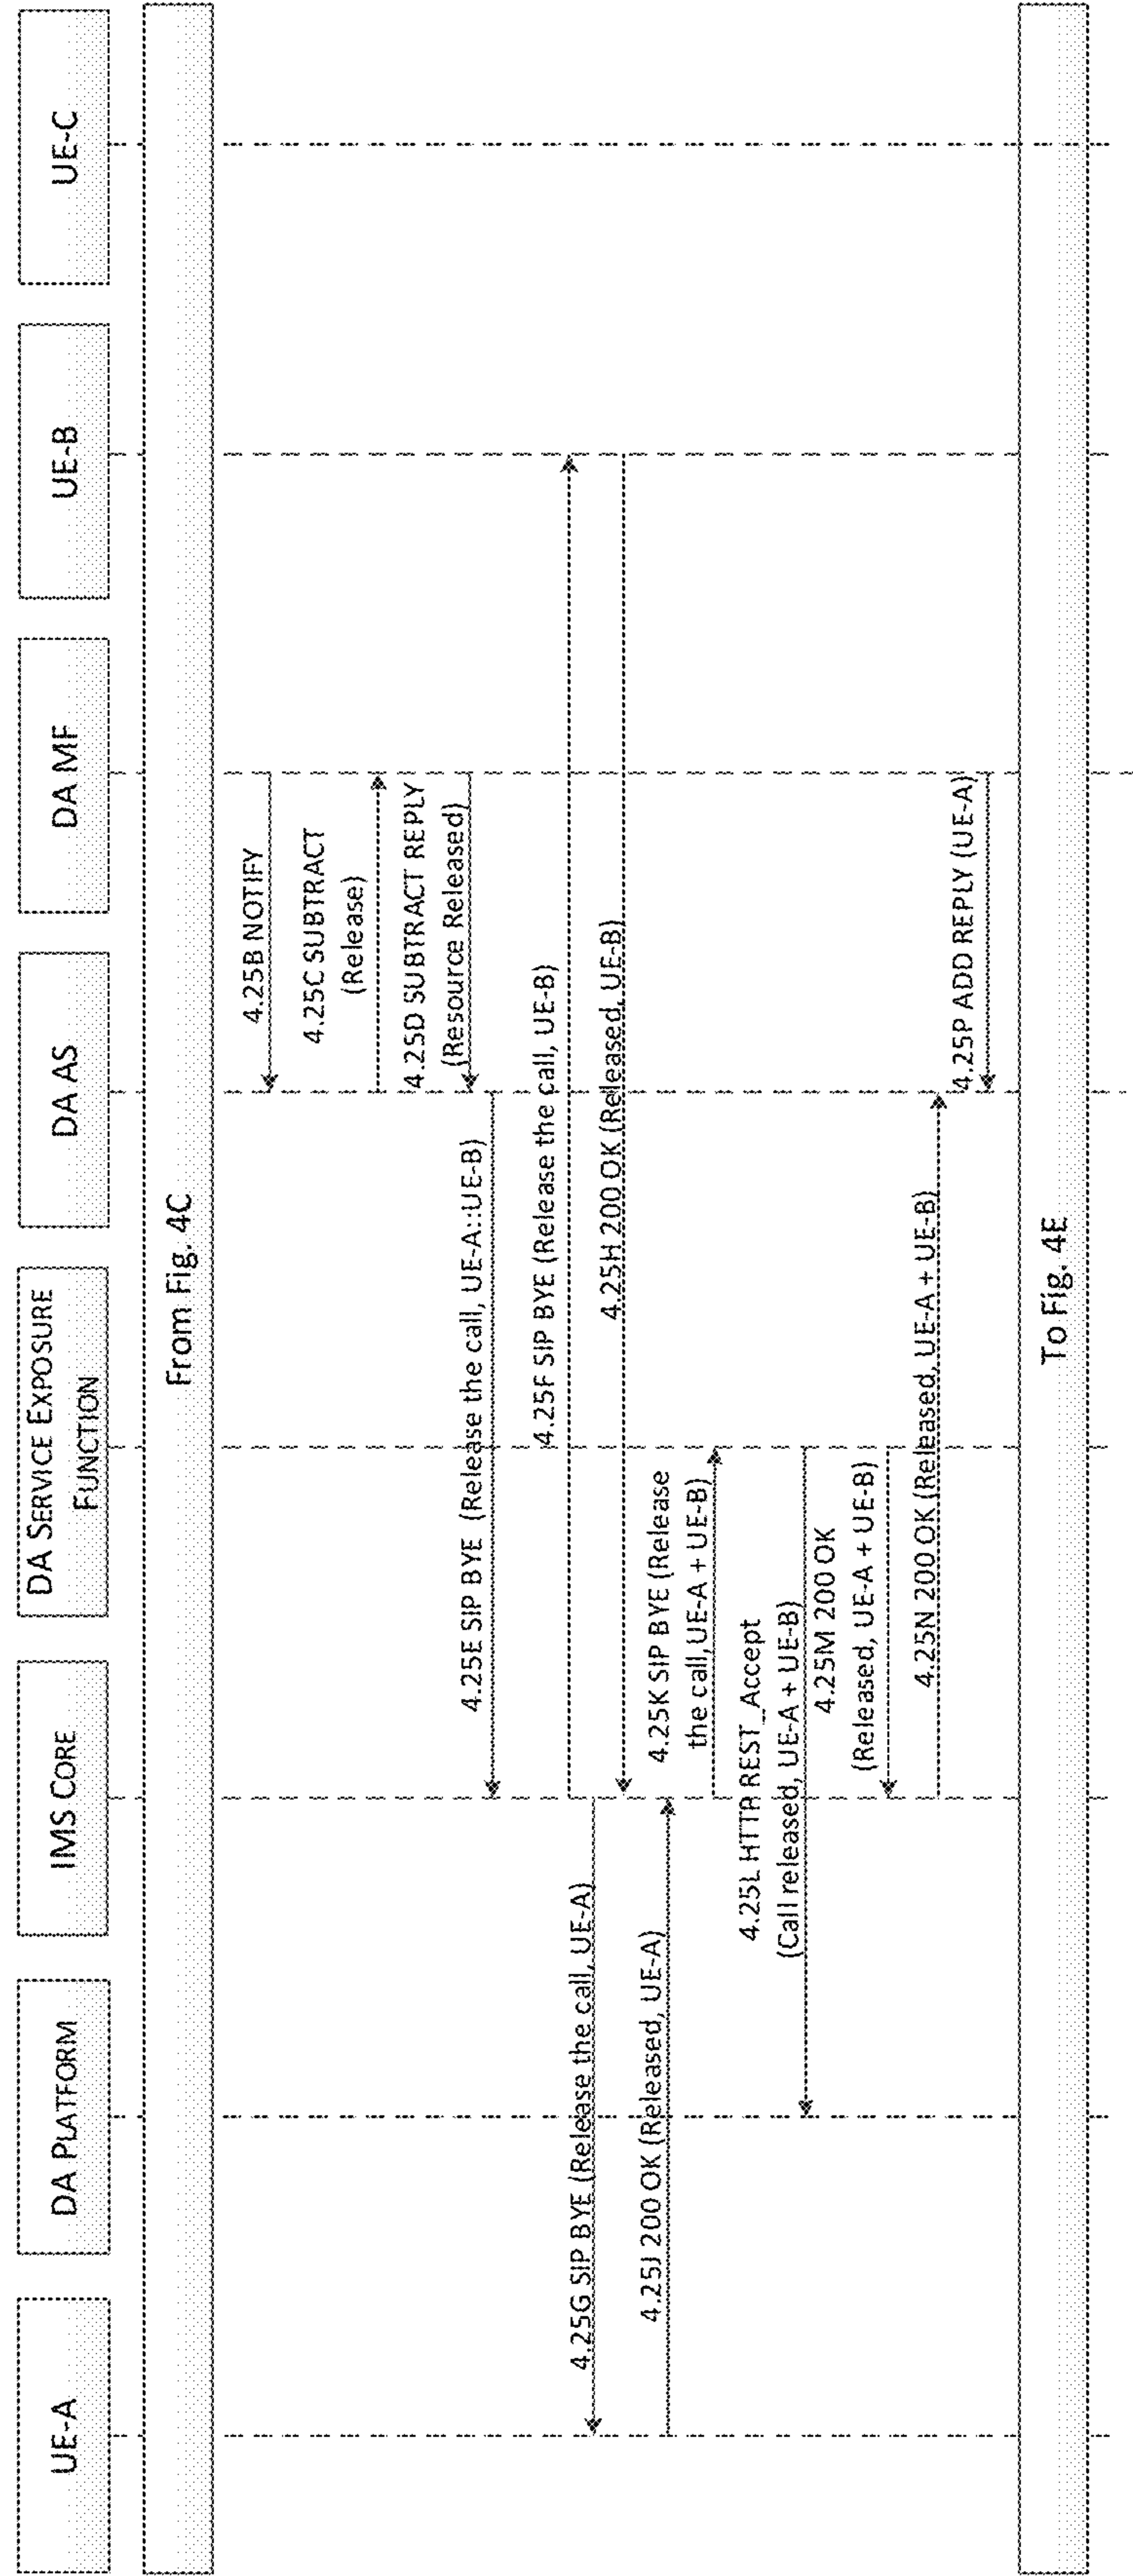 UE-A
DA PLATFORM
IMS CORE
DA SERVICE EXPOSURE
FUNCTION
DA AS
DA MF
UE-B
UE-C
From Fig. 4C
4.25B NOTIFY
4.25C SUBTRACT
(Release)
4.25D SUBTRACT REPLY
(Resource Released)
4.25E SIP BYE (Release the call, UE-A::UE-B)
4.25F SIP BYE (Release the call, UE-B)
4.25G SIP BYE (Release the call, UE-A)
4.25H 200 OK (Released, UE-B)
4.25J 200 OK (Released, UE-A)
4.25K SIP BYE (Release
the call,UE-A + UE-B)
4.25L HTTP REST_Accept
(Call released, UE-A + UE-B)
4.25M 200 OK
(Released, UE-A + UE-B)
4.25N 200 OK (Released, UE-A + UE-B)
4.25P ADD REPLY (UE-A)
To Fig. 4E